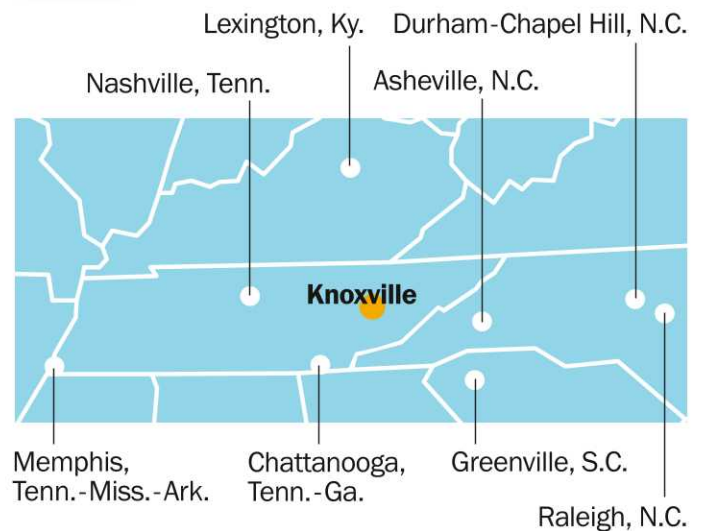 Lexington, Ky.
Durham-Chapel Hill, N.C.
Nashville, Tenn.
Asheville, N.C.
Knoxville
Memphis,
Tenn.-Miss.-Ark.
Chattanooga,
Tenn.-Ga.
Greenville, S.C.
Raleigh, N.C.